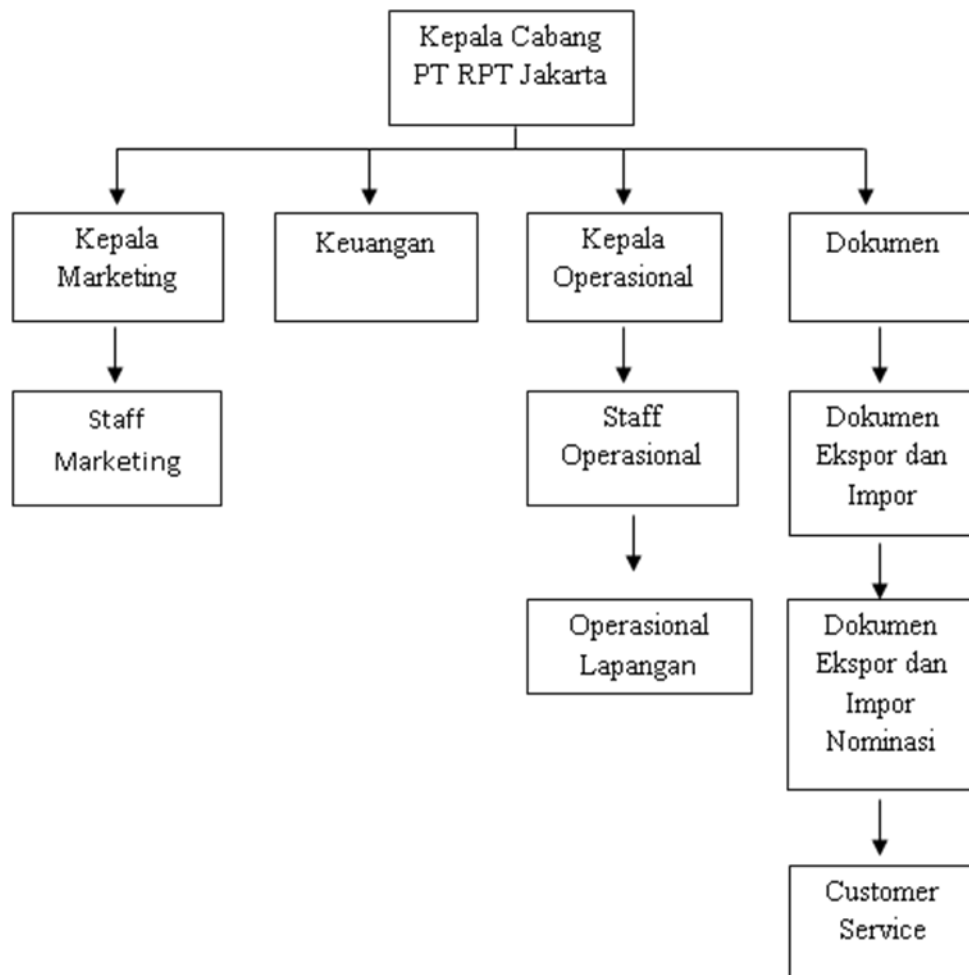 Kepala Cabang
PT RPT Jakarta
Kepala
Marketing
Keuangan
Kepala
Operasional
Dokumen
Staff
Marketing
Staff
Operasional
Dokumen
Ekspor dan
Impor
Operasional
Lapangan
Dokumen
Ekspor dan
Impor
Nominasi
Customer
Service